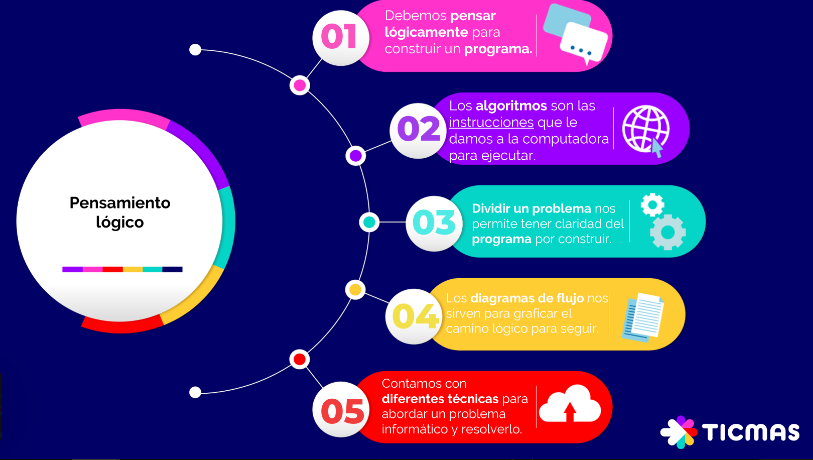 Pensamiento
lógico
01
Debemos pensar
lógicamente para
construir un programa.
02
Los algoritmos son las
instrucciones que le
damos a la computadora
para ejecutar.
03
Dividir un problema nos
permite tener claridad del
programa por construir.
04
Los diagramas de flujo nos
sirven para graficar el
camino lógico para seguir.
05
Contamos con
diferentes técnicas para
abordar un problema
informático y resolverlo.
TICMAS